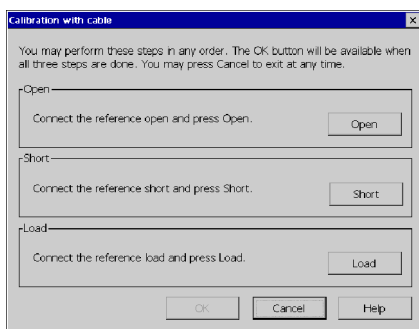 Calibration with cable
You may perform these steps in any order. The OK button will be available when
all three steps are done. You may press Cancel to exit at any time.
Open
Connect the reference open and press Open.
Open
Short
Connect the reference short and press Short.
Short
Load
Connect the reference load and press Load.
Load
OK Cancel Help